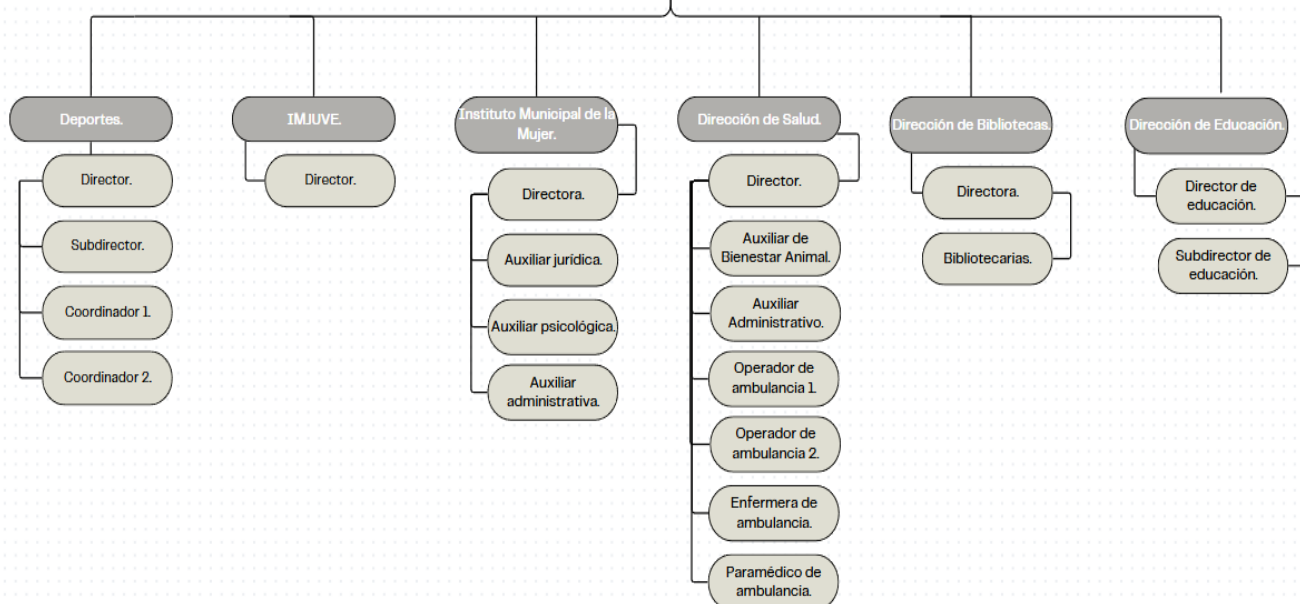 Deportes.
Director.
Subdirector.
Coordinador 1.
Coordinador 2.
IMJUVE.
Director.
Instituto Municipal de la
Mujer.
Directora.
Auxiliar jurídica.
Auxiliar psicológica.
Auxiliar
administrativa.
Dirección de Salud.
Director.
Auxiliar de
Bienestar Animal.
Auxiliar
Administrativo.
Operador de
ambulancia 1.
Operador de
ambulancia 2.
Enfermera de
ambulancia.
Paramédico de
ambulancia.
Dirección de Bibliotecas.
Directora.
Bibliotecarias.
Dirección de Educación.
Director de
educación.
Subdirector de
educación.